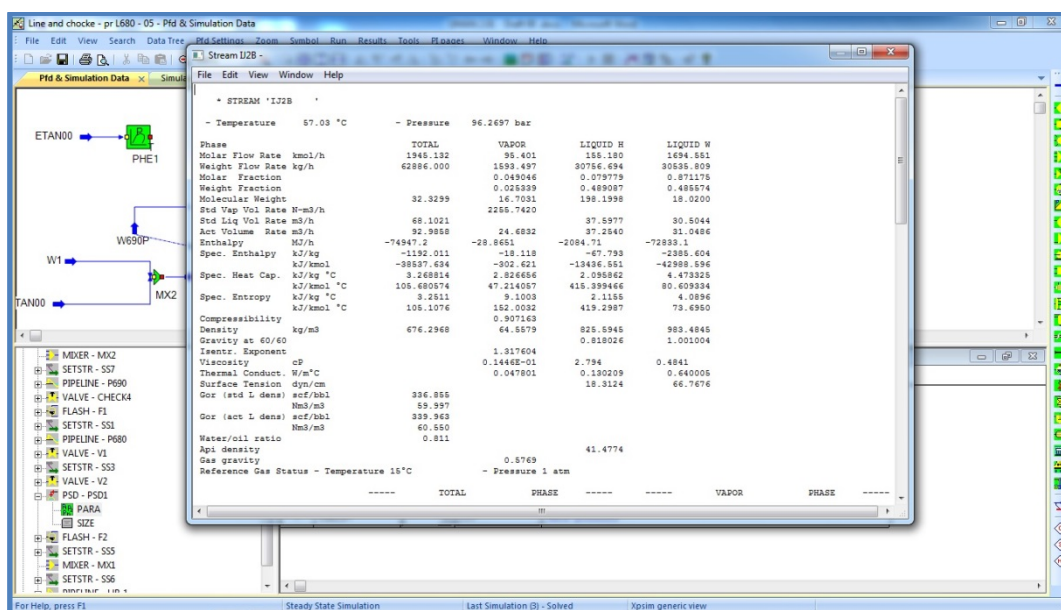 Line and chocke - pr L680 - 05 - Pfd & Simulation Data
File Edit View Search Data Tree Pfd Settings Zoom Symbol Run Results Tools PI pages Window Help
Pfd & Simulation Data
ETAN00
PHE1
W690P
W1
MX2
TAN00
Stream IJ2B -
File Edit View Window Help
* STREAM 'IJ2B '
- Temperature 57.03 °C - Pressure 96.2697 bar
Phase TOTAL VAPOR LIQUID H LIQUID W
Molar Flow Rate kmol/h 1945.132 95.401 155.180 1694.551
Weight Flow Rate kg/h 62886.000 1593.497 30756.694 30535.809
Molar Fraction 0.049046 0.079779 0.871175
Weight Fraction 0.025339 0.489087 0.485574
Molecular Weight 32.3299 16.7031 198.1998 18.0200
Std Vap Vol Rate N-m3/h 2255.7420
Std Liq Vol Rate m3/h 68.1021 37.5977 30.5044
Act Volume Rate m3/h 92.9858 24.6832 37.2540 31.0486
Enthalpy MJ/h -74947.2 -28.8651 -2084.71 -72833.1
Spec. Enthalpy kJ/kg -1192.011 -18.118 -67.793 -2385.604
kJ/kmol -38537.634 -302.621 -13436.551 -42988.596
Spec. Heat Cap. kJ/kg °C 3.268814 2.826656 2.095862 4.473325
kJ/kmol °C 105.680574 47.214057 415.399466 80.609334
Spec. Entropy kJ/kg °C 3.2511 9.1003 2.1155 4.0896
kJ/kmol °C 105.1076 152.0032 419.2987 73.6950
Compressibility 0.907163
Density kg/m3 676.2968 64.5579 825.5945 983.4845
Gravity at 60/60 0.818026 1.001004
Isentr. Exponent 1.317604
Viscosity cP 0.1446E-01 2.794 0.4841
Thermal Conduct. W/m°C 0.047801 0.130209 0.640005
Surface Tension dyn/cm 18.3124 66.7676
Gor (std L dens) scf/bbl 336.855
Nm3/m3 59.997
Gor (act L dens) scf/bbl 339.963
Nm3/m3 60.550
Water/oil ratio 0.811
Api density 41.4774
Gas gravity 0.5769
Reference Gas Status - Temperature 15°C - Pressure 1 atm
----- TOTAL PHASE ----- ----- VAPOR PHASE -----
MIXER - MX2
SETSTR - SS7
PIPELINE - P690
VALVE - CHECK4
FLASH - F1
SETSTR - SS1
PIPELINE - P680
VALVE - V1
SETSTR - SS3
VALVE - V2
PSD - PSD1
PARA
SIZE
FLASH - F2
SETSTR - SS5
MIXER - MX1
SETSTR - SS6
For Help, press F1 Steady State Simulation Last Simulation (3) - Solved Xpsim generic view